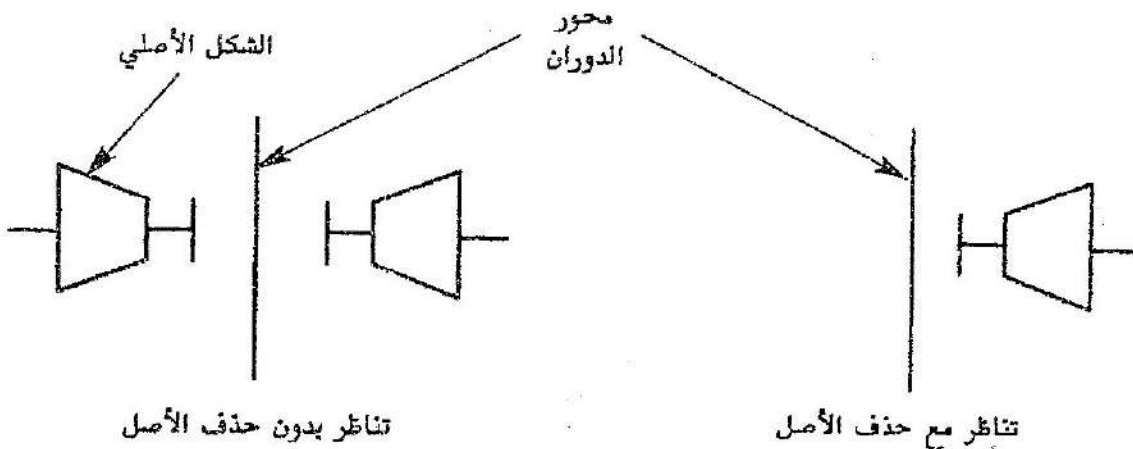 محور
الدوران
الشكل الأصلي
تناظر مع حذف الأصل
تناظر بدون حذف الأصل